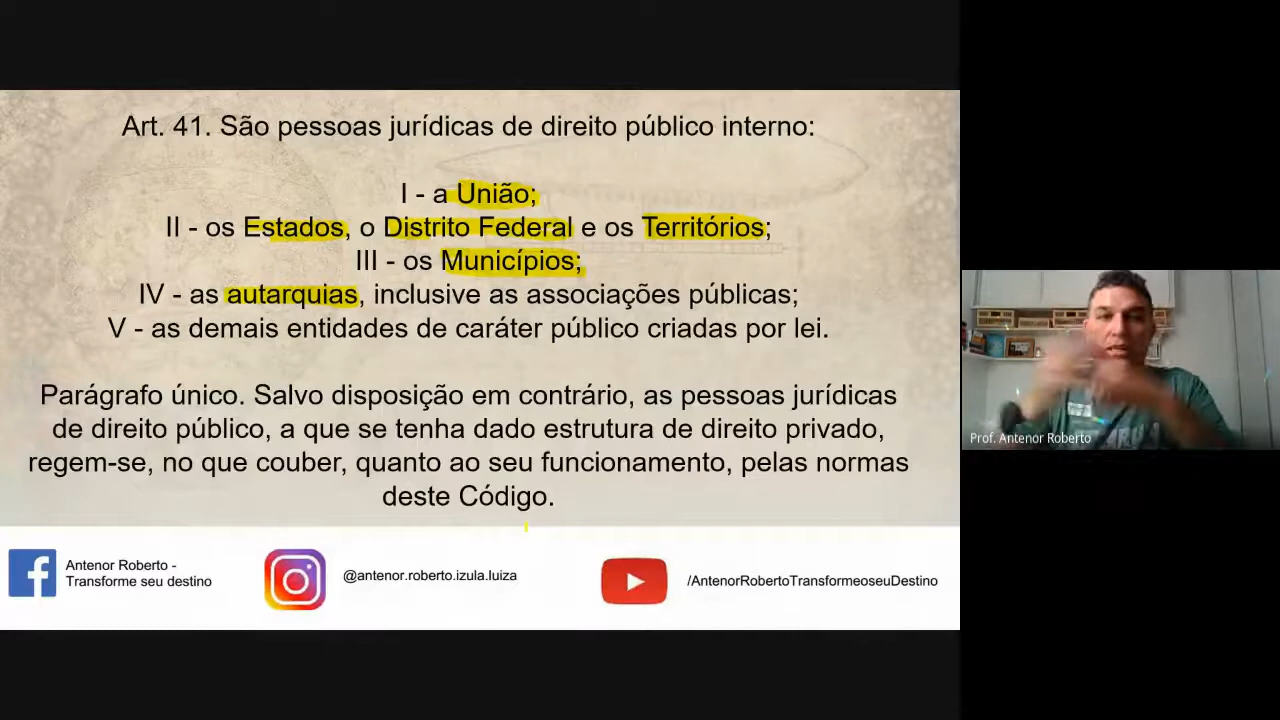 Art. 41. São pessoas jurídicas de direito público interno:
I - a União;
II - os Estados, o Distrito Federal e os Territórios;
III - os Municípios;
IV - as autarquias, inclusive as associações públicas;
V - as demais entidades de caráter público criadas por lei.
Parágrafo único. Salvo disposição em contrário, as pessoas jurídicas
de direito público, a que se tenha dado estrutura de direito privado,
regem-se, no que couber, quanto ao seu funcionamento, pelas normas
deste Código.
Antenor Roberto -
Transforme seu destino
@antenor.roberto.izula.luiza
/AntenorRobertoTransformeoseuDestino
Prof. Antenor Roberto